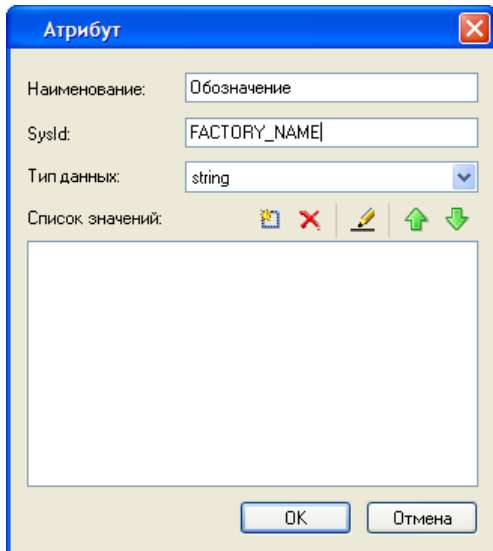 Атрибут
Наименование: Обозначение
SysId: FACTORY_NAME
Тип данных: string
Список значений:
OK Отмена